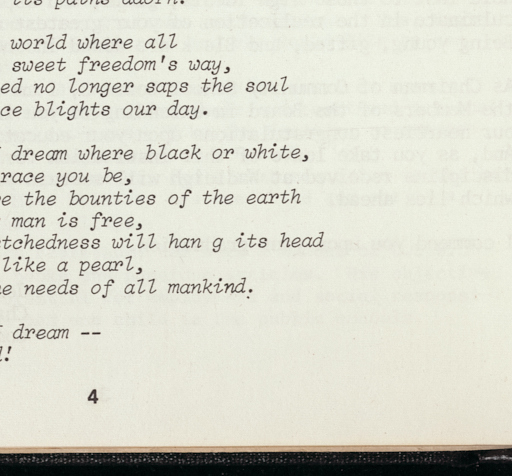 its paths adorn.
world where all
sweet freedom's way,
ed no longer saps the soul
ce blights our day.
dream where black or white,
race you be,
e the bounties of the earth
man is free,
tchedness will han g its head
like a pearl,
e needs of all mankind.
I dream --
!
4